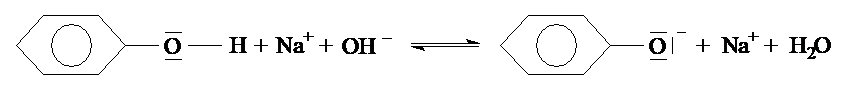 O — H + Na⁺ + OH⁻ ⇌ O|⁻ + Na⁺ + H₂O